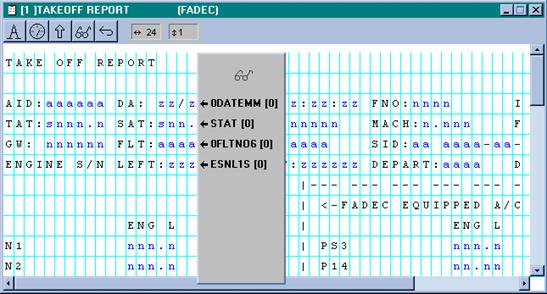 [1 ]TAKEOFF REPORT (FADEC)
A ↔ 24 ↕ 1
TAKE OFF REPORT
AID:aaaaaa DA: zz/z ← 0DATEMM [0] z:zz:zz FNO:nnnn I
TAT:snnn.n SAT:snn. ← STAT [0] nnnnn MACH:n.nnn F
GW: nnnnnn FLT:aaaa ← 0FLTNO6 [0] aaaa SID:aa aaaa-aa-
ENGINE S/N LEFT:zzz ← ESNL1S [0] :zzzzzz DEPART:aaaa D
|--- --- --- --- ---
| <-FADEC EQUIPPED A/C
ENG L | ENG L
N1 nnn.n | PS3 nnn.n
N2 nnn.n | P14 nn.nn